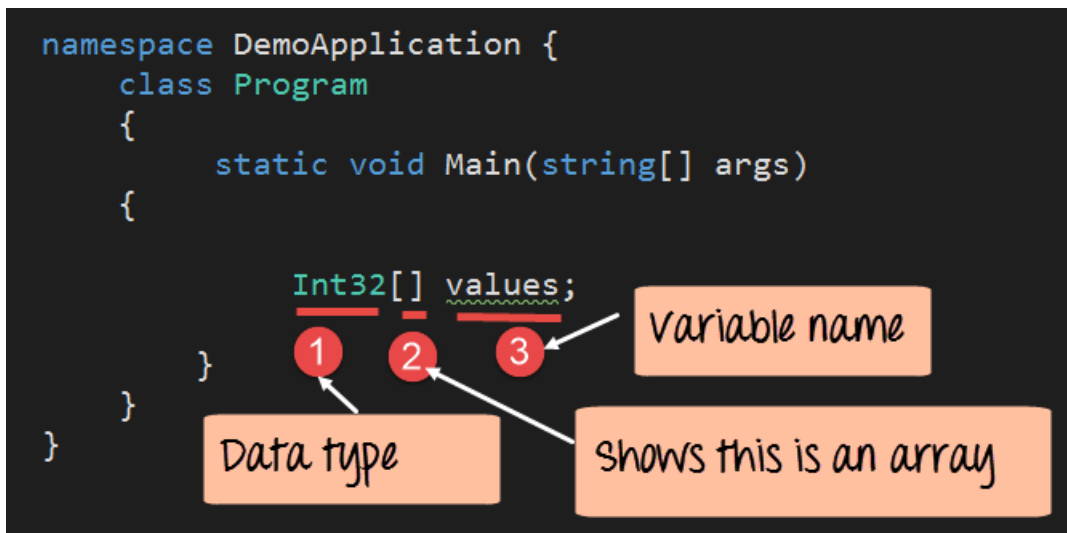 namespace DemoApplication {
class Program
{
static void Main(string[] args)
{
Int32[] values;
Variable name
1 2 3
}
}
Data type
Shows this is an array
}